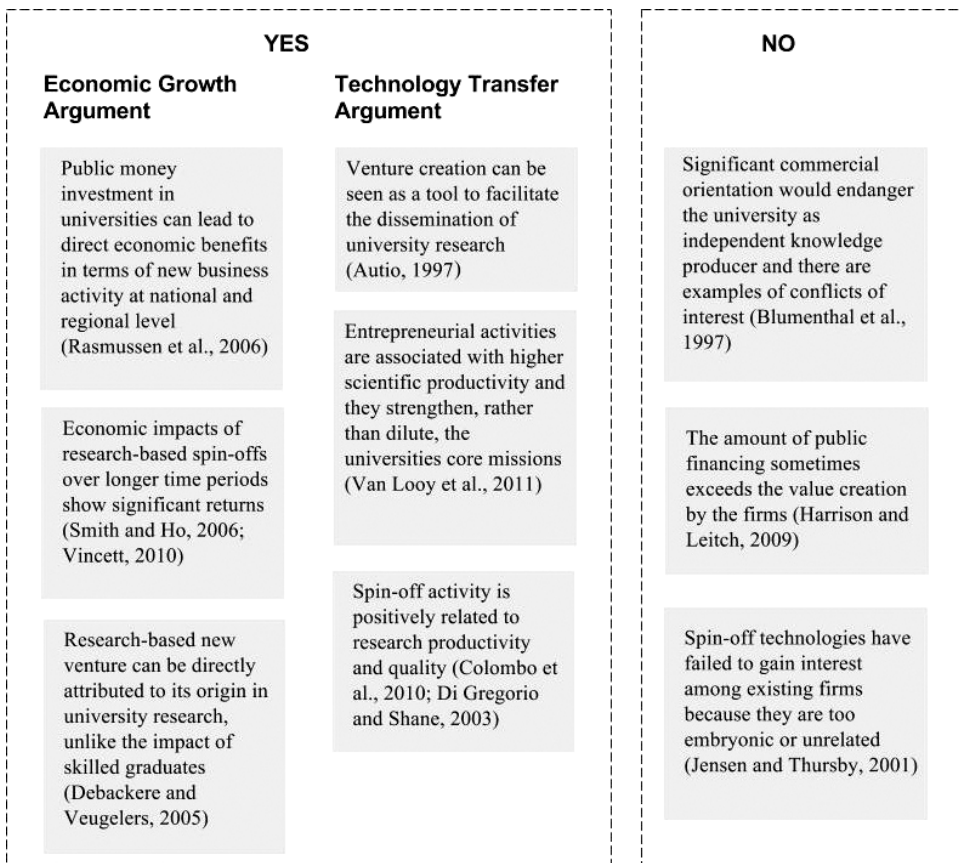 YES
Economic Growth
Argument
Public money
investment in
universities can lead to
direct economic benefits
in terms of new business
activity at national and
regional level
(Rasmussen et al., 2006)
Economic impacts of
research-based spin-offs
over longer time periods
show significant returns
(Smith and Ho, 2006;
Vincett, 2010)
Research-based new
venture can be directly
attributed to its origin in
university research,
unlike the impact of
skilled graduates
(Debackere and
Veugelers, 2005)
Technology Transfer
Argument
Venture creation can be
seen as a tool to facilitate
the dissemination of
university research
(Autio, 1997)
Entrepreneurial activities
are associated with higher
scientific productivity and
they strengthen, rather
than dilute, the
universities core missions
(Van Looy et al., 2011)
Spin-off activity is
positively related to
research productivity
and quality (Colombo et
al., 2010; Di Gregorio
and Shane, 2003)
NO
Significant commercial
orientation would endanger
the university as
independent knowledge
producer and there are
examples of conflicts of
interest (Blumenthal et al.,
1997)
The amount of public
financing sometimes
exceeds the value creation
by the firms (Harrison and
Leitch, 2009)
Spin-off technologies have
failed to gain interest
among existing firms
because they are too
embryonic or unrelated
(Jensen and Thursby, 2001)